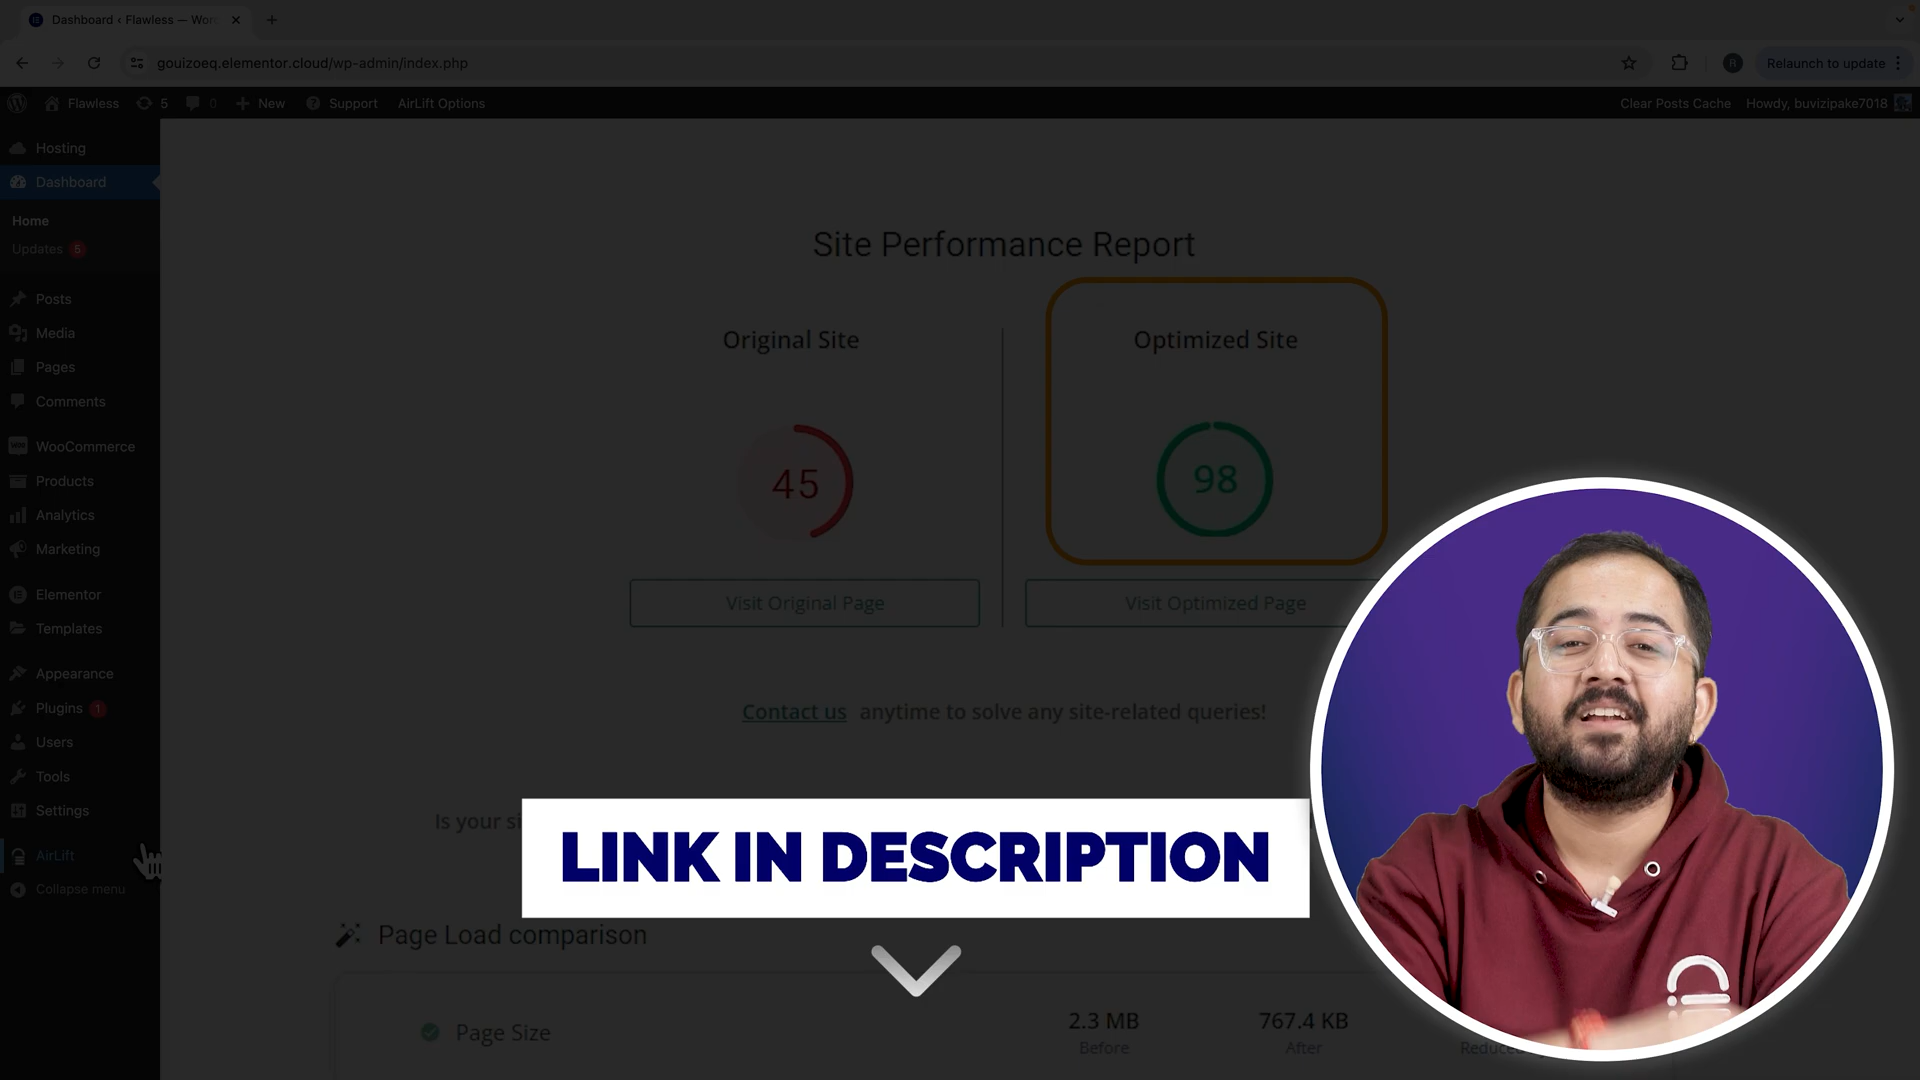 Dashboard ‹ Flawless — Wor
gouizoeq.elementor.cloud/wp-admin/index.php
Relaunch to update
Flawless 5 0 New Support AirLift Options
Clear Posts Cache Howdy, buvizipake7018
Hosting
Dashboard
Home
Updates 5
Posts
Media
Pages
Comments
WooCommerce
Products
Analytics
Marketing
Elementor
Templates
Appearance
Plugins 1
Users
Tools
Settings
AirLift
Collapse menu
Site Performance Report
Original Site
Optimized Site
45
98
Visit Original Page
Visit Optimized Page
Contact us anytime to solve any site-related queries!
Is your
LINK IN DESCRIPTION
Page Load comparison
Page Size
2.3 MB
Before
767.4 KB
After